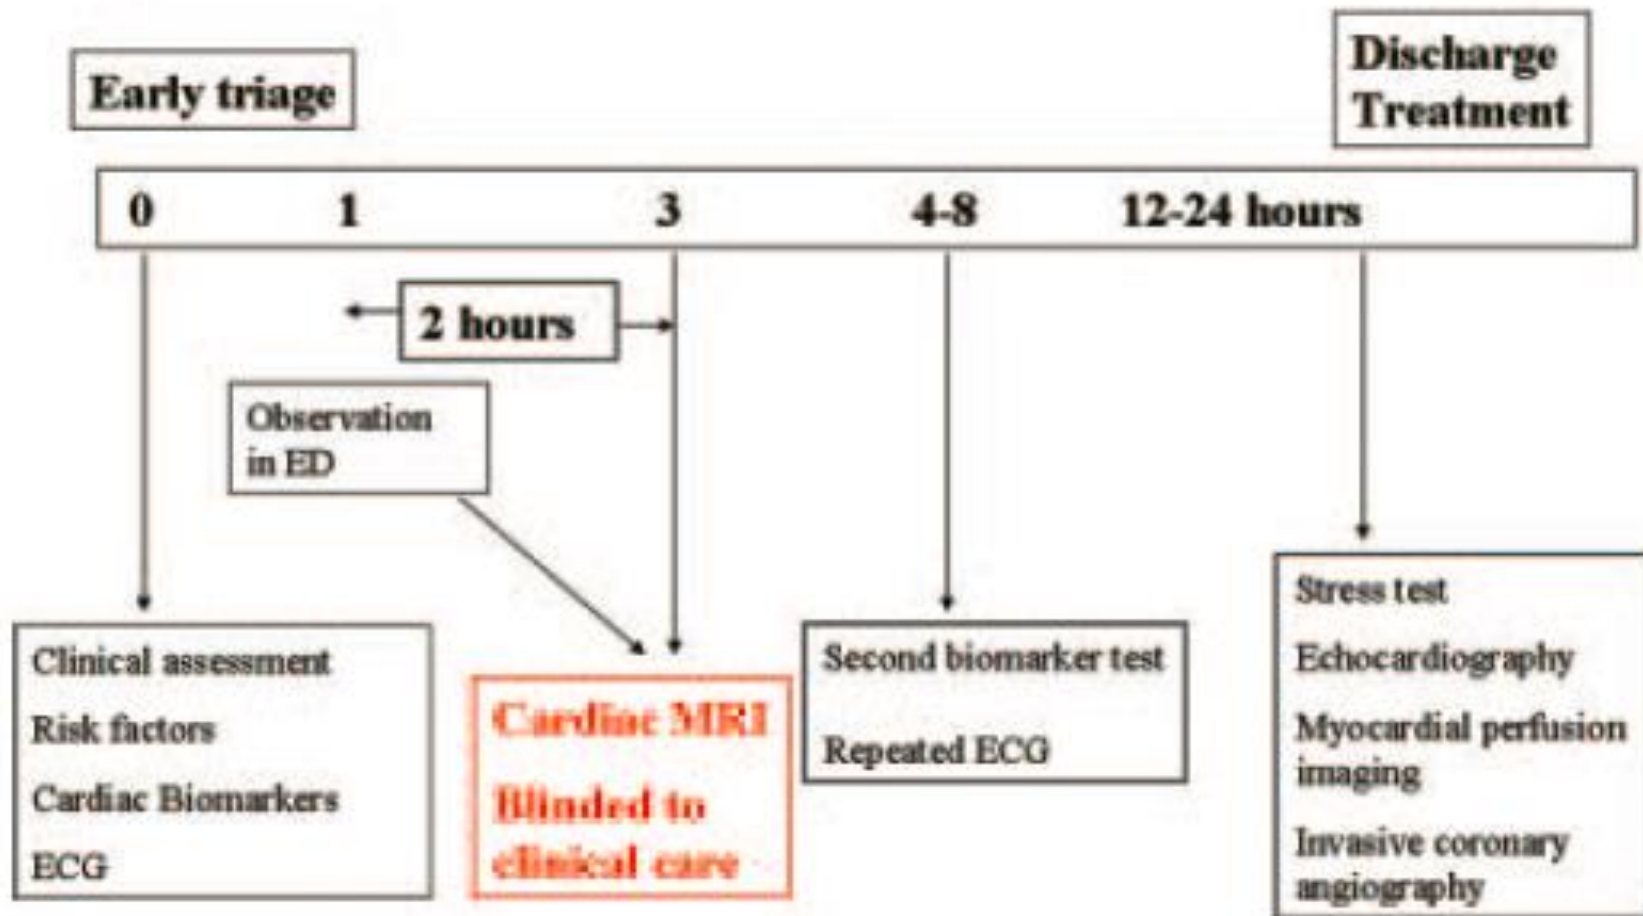 Early triage
Discharge
Treatment
0 1 3 4-8 12-24 hours
2 hours
Observation
in ED
Clinical assessment
Risk factors
Cardiac Biomarkers
ECG
Cardiac MRI
Blinded to
clinical care
Second biomarker test
Repeated ECG
Stress test
Echocardiography
Myocardial perfusion
imaging
Invasive coronary
angiography